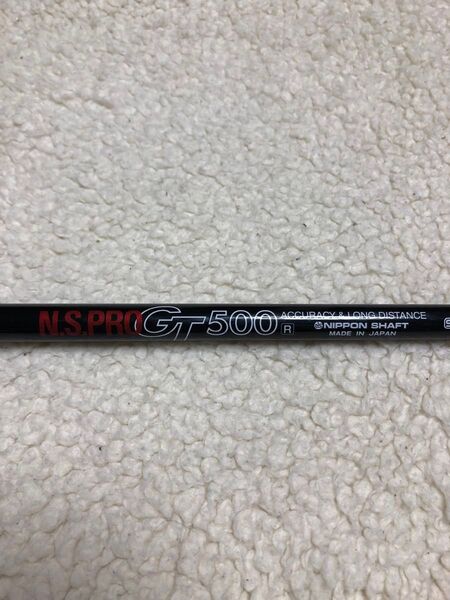 N.S.PRO GT500 R
ACCURACY & LONG DISTANCE
NIPPON SHAFT
MADE IN JAPAN